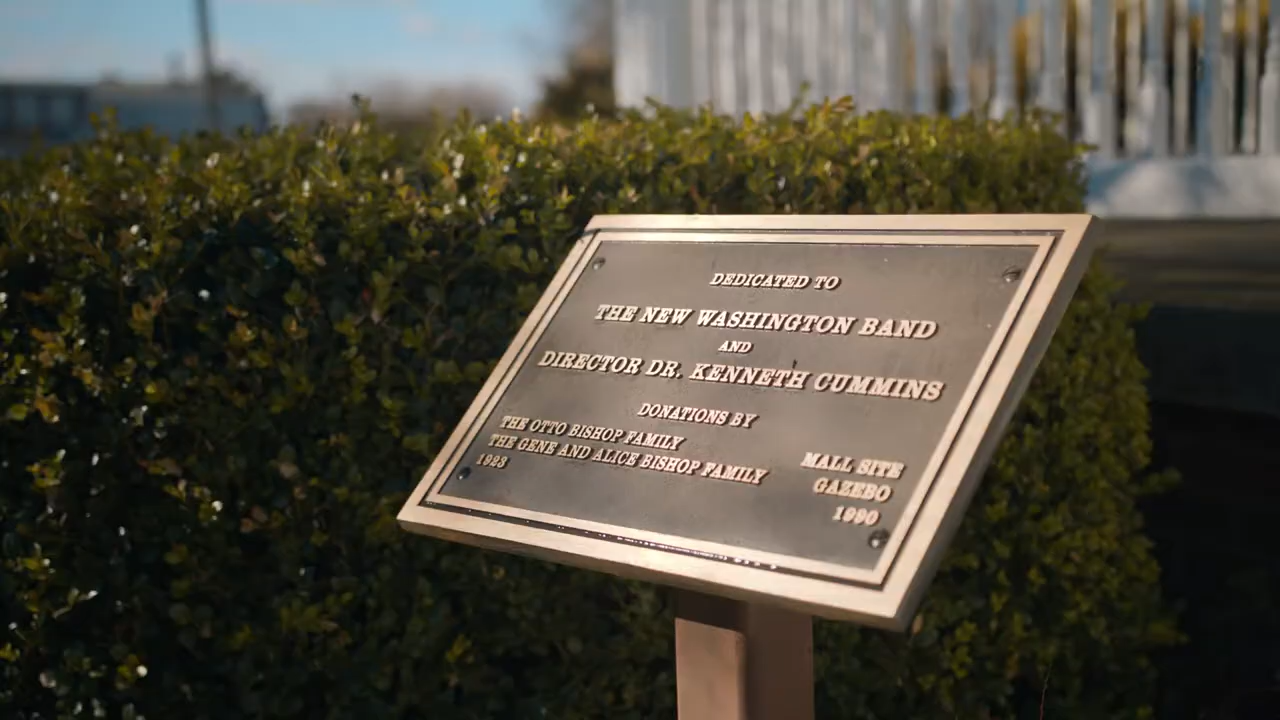 DEDICATED TO
THE NEW WASHINGTON BAND
AND
DIRECTOR DR. KENNETH CUMMINS
DONATIONS BY
THE OTTO BISHOP FAMILY
THE GENE AND ALICE BISHOP FAMILY
1923
MALL SITE
GAZEBO
1990